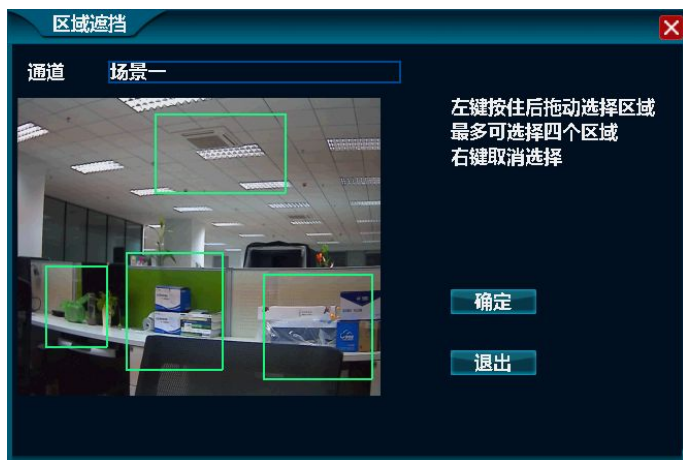 区域遮挡
通道
场景一
左键按住后拖动选择区域
最多可选择四个区域
右键取消选择
确定
退出